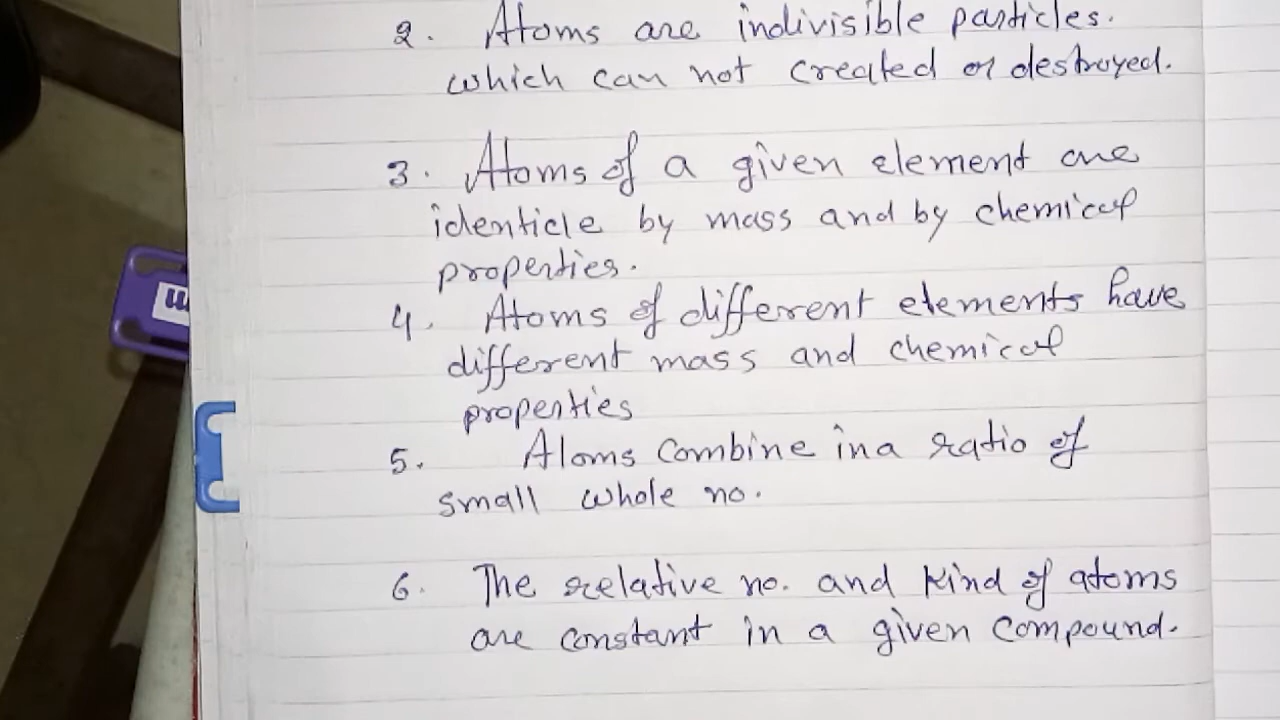 2. Atoms are indivisible particles.
which can not created or destroyed.
3. Atoms of a given element are
identicle by mass and by chemical
properties.
4. Atoms of different elements have
different mass and chemical
properties
5. Atoms combine in a ratio of
small whole no.
6. The relative no. and kind of atoms
are constant in a given compound.